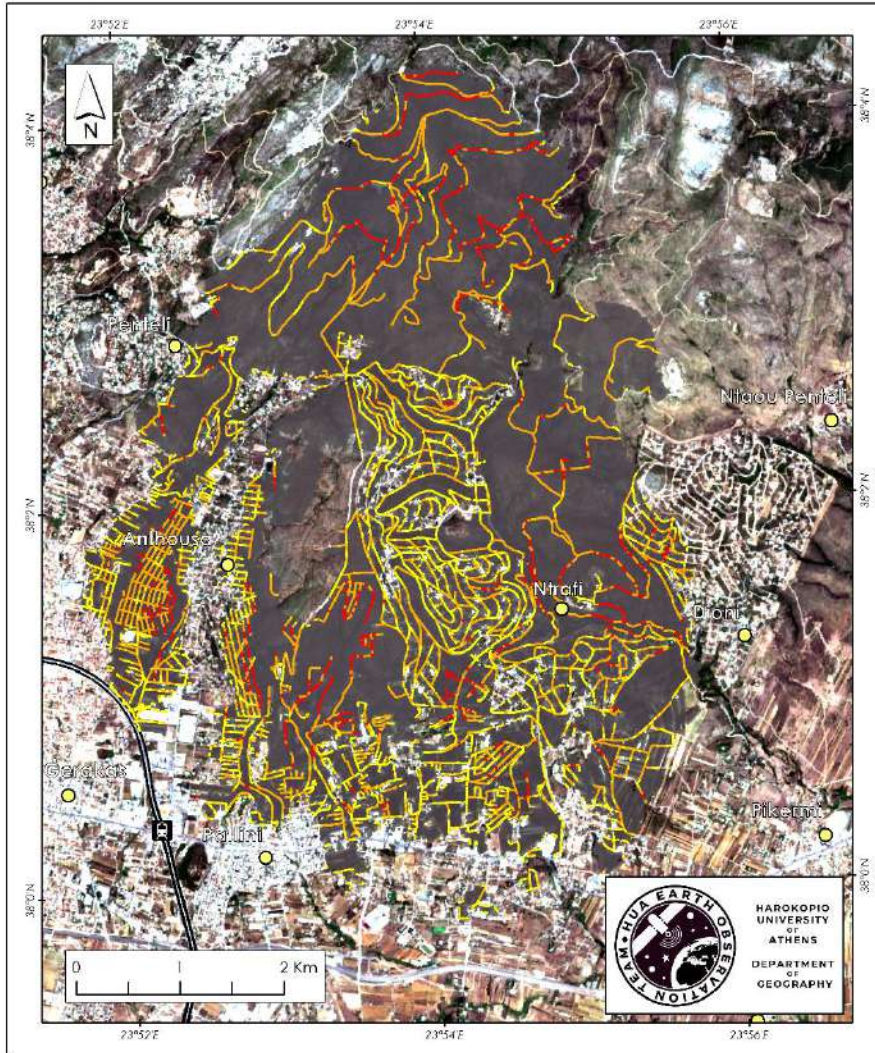 23°52'E 23°54'E 23°56'E
38°4'N 38°4'N
N
Penteli
Ntaou Penteli
38°2'N 38°2'N
Anthousa
Ntrafi
Dioni
Gerakas
Pikermi
Pallini
38°0'N 38°0'N
HUA EARTH OBSERVATION TEAM
HAROKOPIO
UNIVERSITY
OF
ATHENS
DEPARTMENT
OF
GEOGRAPHY
0 1 2 Km
23°52'E 23°54'E 23°56'E